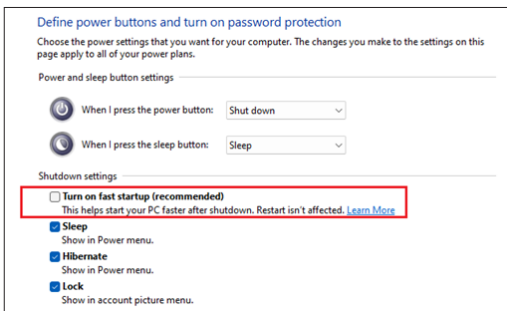 Define power buttons and turn on password protection
Choose the power settings that you want for your computer. The changes you make to the settings on this
page apply to all of your power plans.
Power and sleep button settings
When I press the power button: Shut down
When I press the sleep button: Sleep
Shutdown settings
Turn on fast startup (recommended)
This helps start your PC faster after shutdown. Restart isn't affected. Learn More
Sleep
Show in Power menu.
Hibernate
Show in Power menu.
Lock
Show in account picture menu.